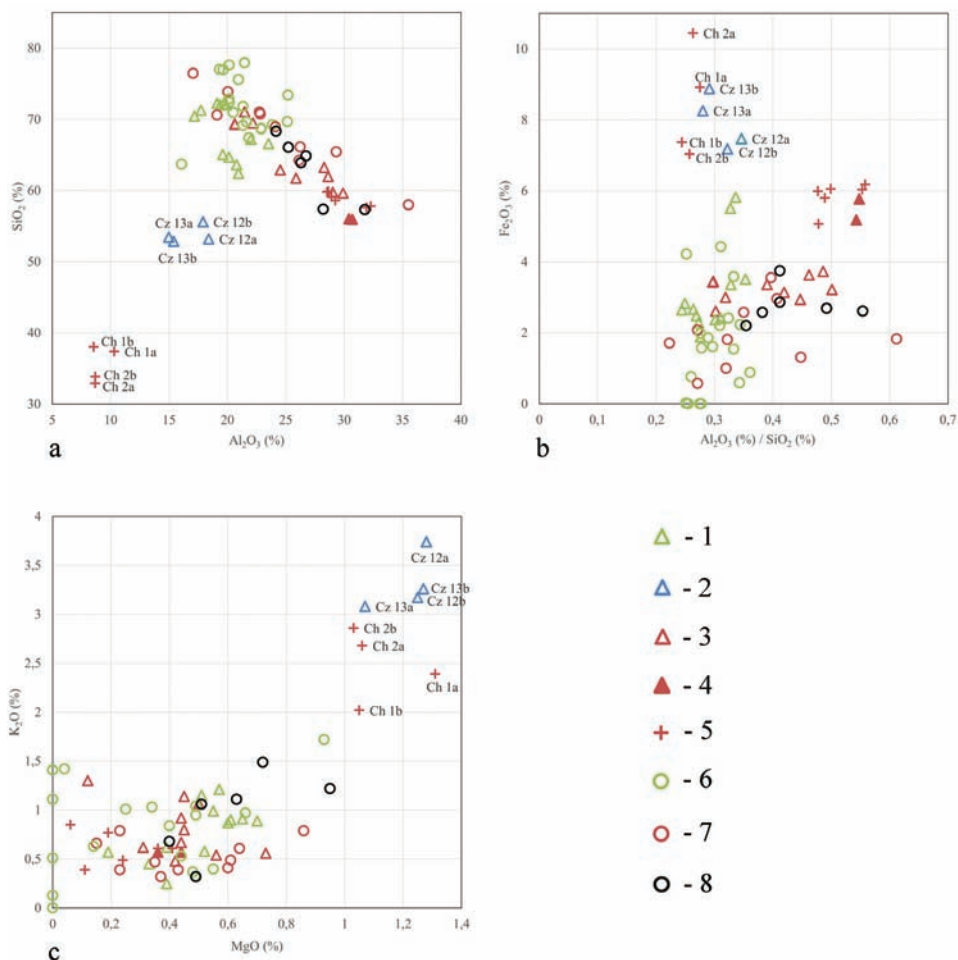 80
70
60
50
40
30
SiO₂ (%)
Cz 13a
Cz 12b
Cz 12a
Cz 13b
Ch 1b
Ch 1a
Ch 2b
Ch 2a
5
10
15
20
25
30
35
40
Al₂O₃ (%)
a
10
8
6
4
2
0
Fe₂O₃ (%)
Ch 2a
Ch 1a
Cz 13b
Cz 13a
Ch 1b
Cz 12a
Cz 12b
Ch 2b
0
0,1
0,2
0,3
0,4
0,5
0,6
0,7
Al₂O₃ (%) / SiO₂ (%)
b
4
3,5
3
2,5
2
1,5
1
0,5
0
K₂O (%)
Cz 12a
Cz 13b
Cz 13a
Cz 12b
Ch 2b
Ch 2a
Ch 1a
Ch 1b
0
0,2
0,4
0,6
0,8
1
1,2
1,4
MgO (%)
c
- 1
- 2
- 3
- 4
- 5
- 6
- 7
- 8